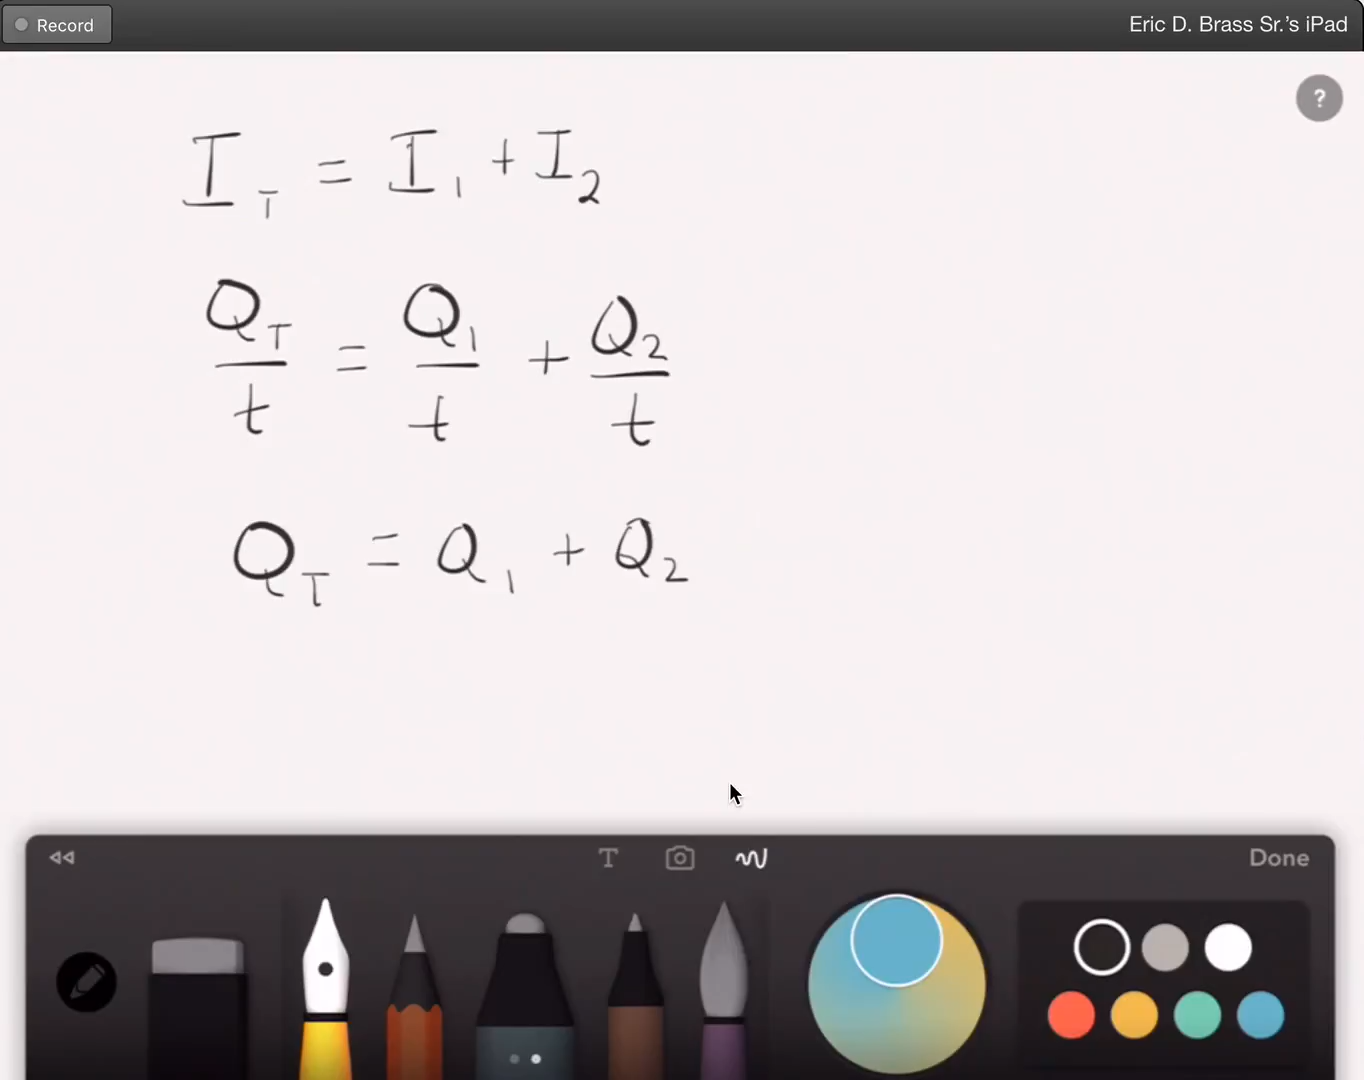 Record
Eric D. Brass Sr.'s iPad
?
I_T = I_1 + I_2
Q_T/t = Q_1/t + Q_2/t
Q_T = Q_1 + Q_2
T
Done